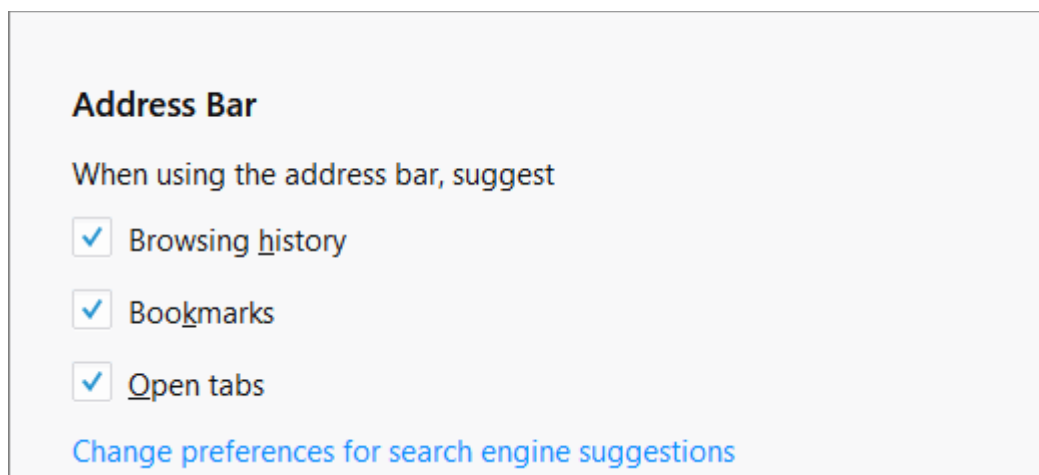 Address Bar
When using the address bar, suggest
Browsing history
Bookmarks
Open tabs
Change preferences for search engine suggestions